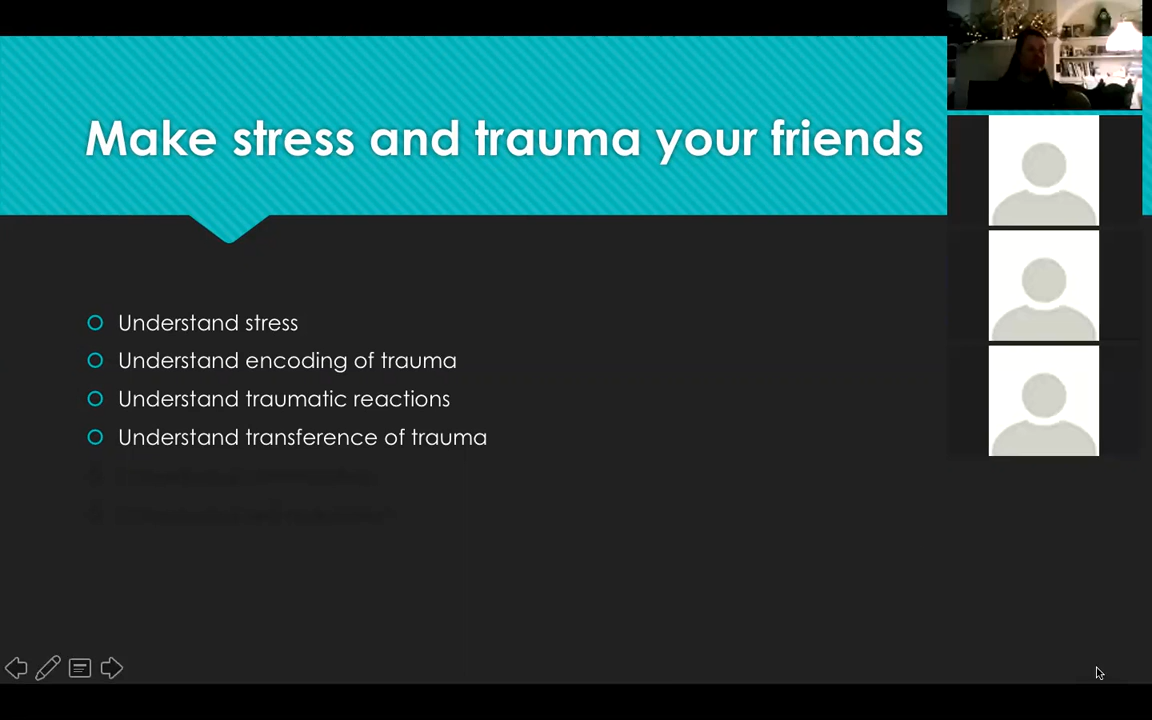 Make stress and trauma your friends
Understand stress
Understand encoding of trauma
Understand traumatic reactions
Understand transference of trauma